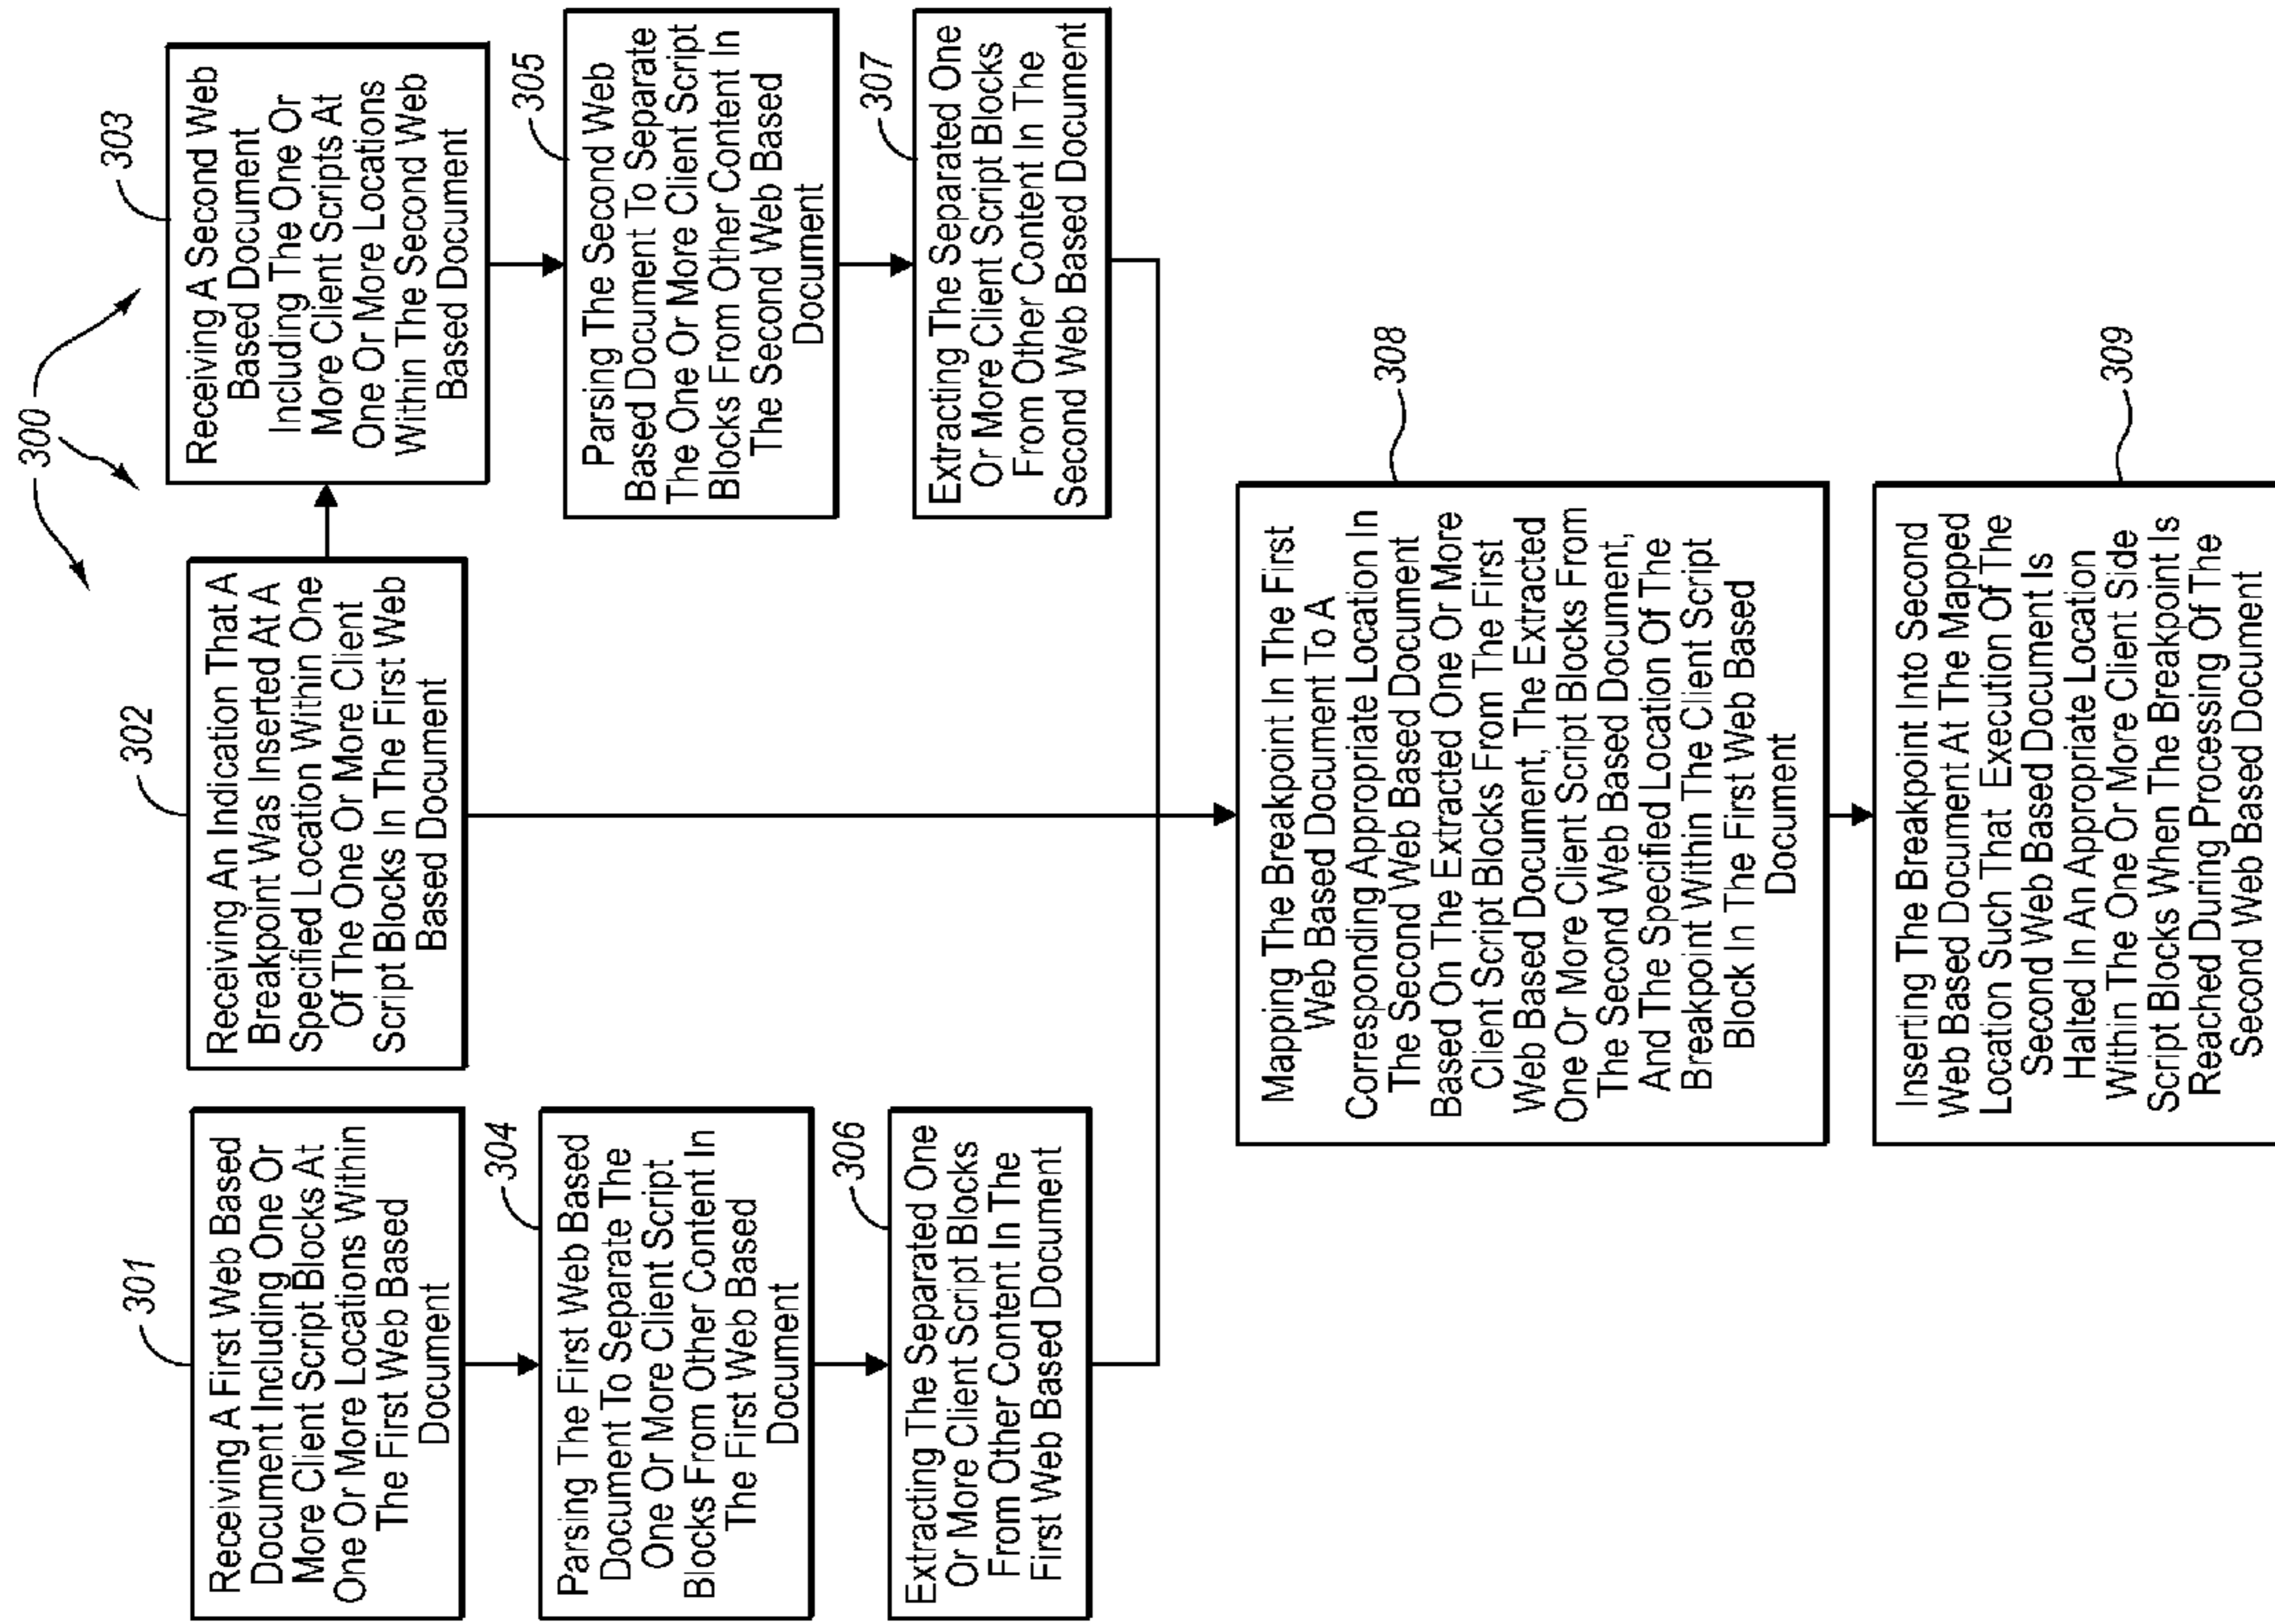 300
301
Receiving A First Web Based
Document Including One Or
More Client Script Blocks At
One Or More Locations Within
The First Web Based
Document
302
Receiving An Indication That A
Breakpoint Was Inserted At A
Specified Location Within One
Of The One Or More Client
Script Blocks In The First Web
Based Document
303
Receiving A Second Web
Based Document
Including The One Or
More Client Scripts At
One Or More Locations
Within The Second Web
Based Document
304
Parsing The First Web Based
Document To Separate The
One Or More Client Script
Blocks From Other Content In
The First Web Based
Document
305
Parsing The Second Web
Based Document To Separate
The One Or More Client Script
Blocks From Other Content In
The Second Web Based
Document
306
Extracting The Separated One
Or More Client Script Blocks
From Other Content In The
First Web Based Document
307
Extracting The Separated One
Or More Client Script Blocks
From Other Content In The
Second Web Based Document
308
Mapping The Breakpoint In The First
Web Based Document To A
Corresponding Appropriate Location In
The Second Web Based Document
Based On The Extracted One Or More
Client Script Blocks From The First
Web Based Document, The Extracted
One Or More Client Script Blocks From
The Second Web Based Document,
And The Specified Location Of The
Breakpoint Within The Client Script
Block In The First Web Based
Document
309
Inserting The Breakpoint Into Second
Web Based Document At The Mapped
Location Such That Execution Of The
Second Web Based Document Is
Halted In An Appropriate Location
Within The One Or More Client Side
Script Blocks When The Breakpoint Is
Reached During Processing Of The
Second Web Based Document